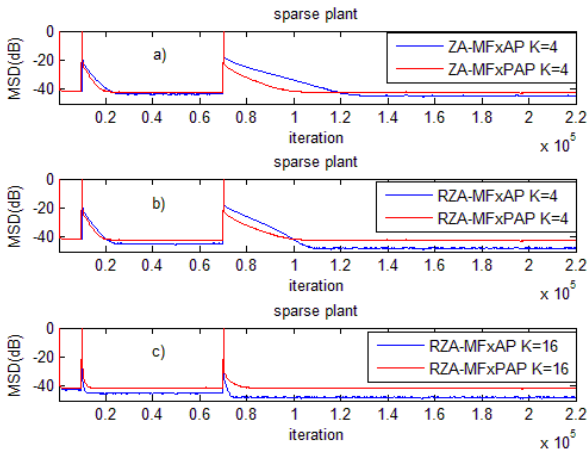 sparse plant
0
-20
-40
MSD(dB)
a)
ZA-MFxAP K=4
ZA-MFxPAP K=4
0.2 0.4 0.6 0.8 1 1.2 1.4 1.6 1.8 2 2.2
iteration
x 10^5
sparse plant
0
-20
-40
MSD(dB)
b)
RZA-MFxAP K=4
RZA-MFxPAP K=4
0.2 0.4 0.6 0.8 1 1.2 1.4 1.6 1.8 2 2.2
iteration
x 10^5
sparse plant
0
-20
-40
MSD(dB)
c)
RZA-MFxAP K=16
RZA-MFxPAP K=16
0.2 0.4 0.6 0.8 1 1.2 1.4 1.6 1.8 2 2.2
iteration
x 10^5